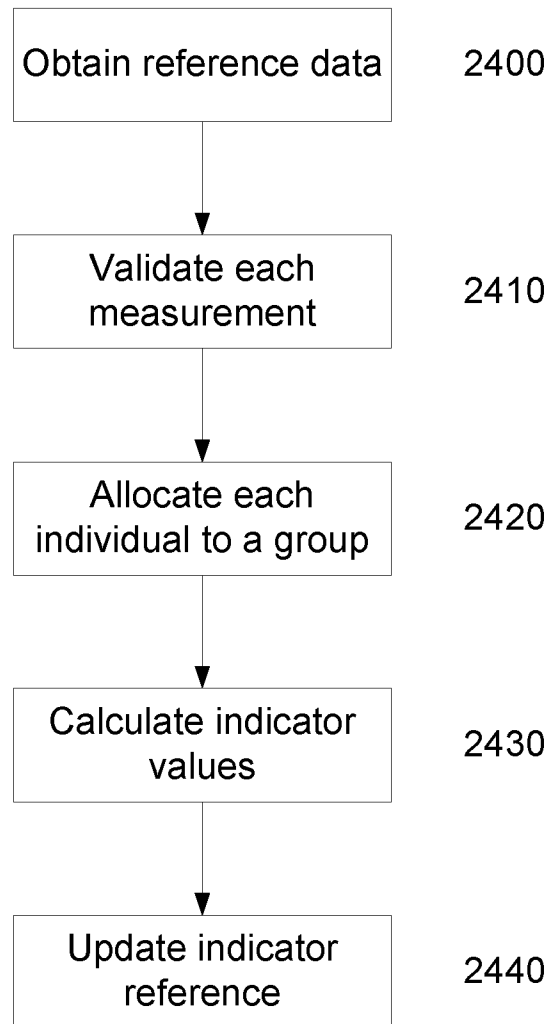 Obtain reference data 2400
Validate each
measurement 2410
Allocate each
individual to a group 2420
Calculate indicator
values 2430
Update indicator
reference 2440